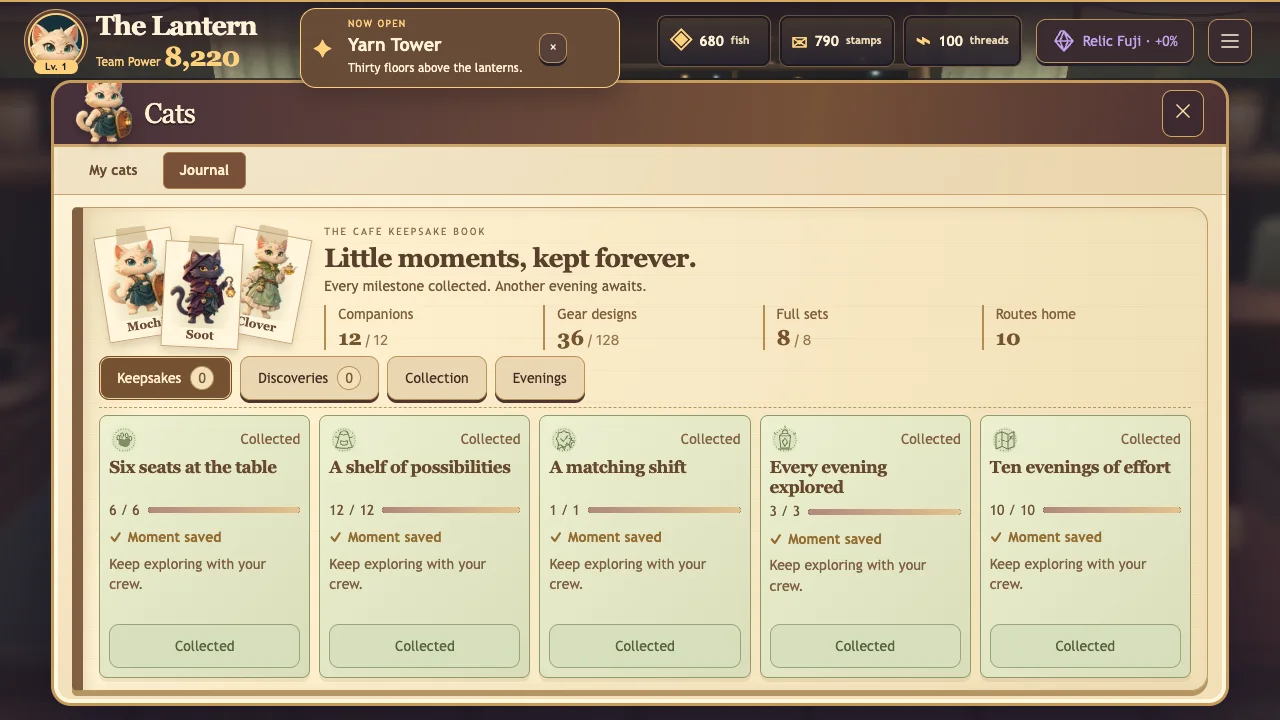 The Lantern
Team Power 8,220
Lv. 1
NOW OPEN
Yarn Tower
Thirty floors above the lanterns.
×
680 fish
790 stamps
100 threads
Relic Fuji · +0%
Cats
My cats
Journal
Moch
Soot
Clover
THE CAFE KEEPSAKE BOOK
Little moments, kept forever.
Every milestone collected. Another evening awaits.
Companions
12 / 12
Gear designs
36 / 128
Full sets
8 / 8
Routes home
10
Keepsakes 0
Discoveries 0
Collection
Evenings
Collected
Six seats at the table
6 / 6
✓ Moment saved
Keep exploring with your
crew.
Collected
Collected
A shelf of possibilities
12 / 12
✓ Moment saved
Keep exploring with your
crew.
Collected
Collected
A matching shift
1 / 1
✓ Moment saved
Keep exploring with your
crew.
Collected
Collected
Every evening
explored
3 / 3
✓ Moment saved
Keep exploring with your
crew.
Collected
Collected
Ten evenings of effort
10 / 10
✓ Moment saved
Keep exploring with your
crew.
Collected